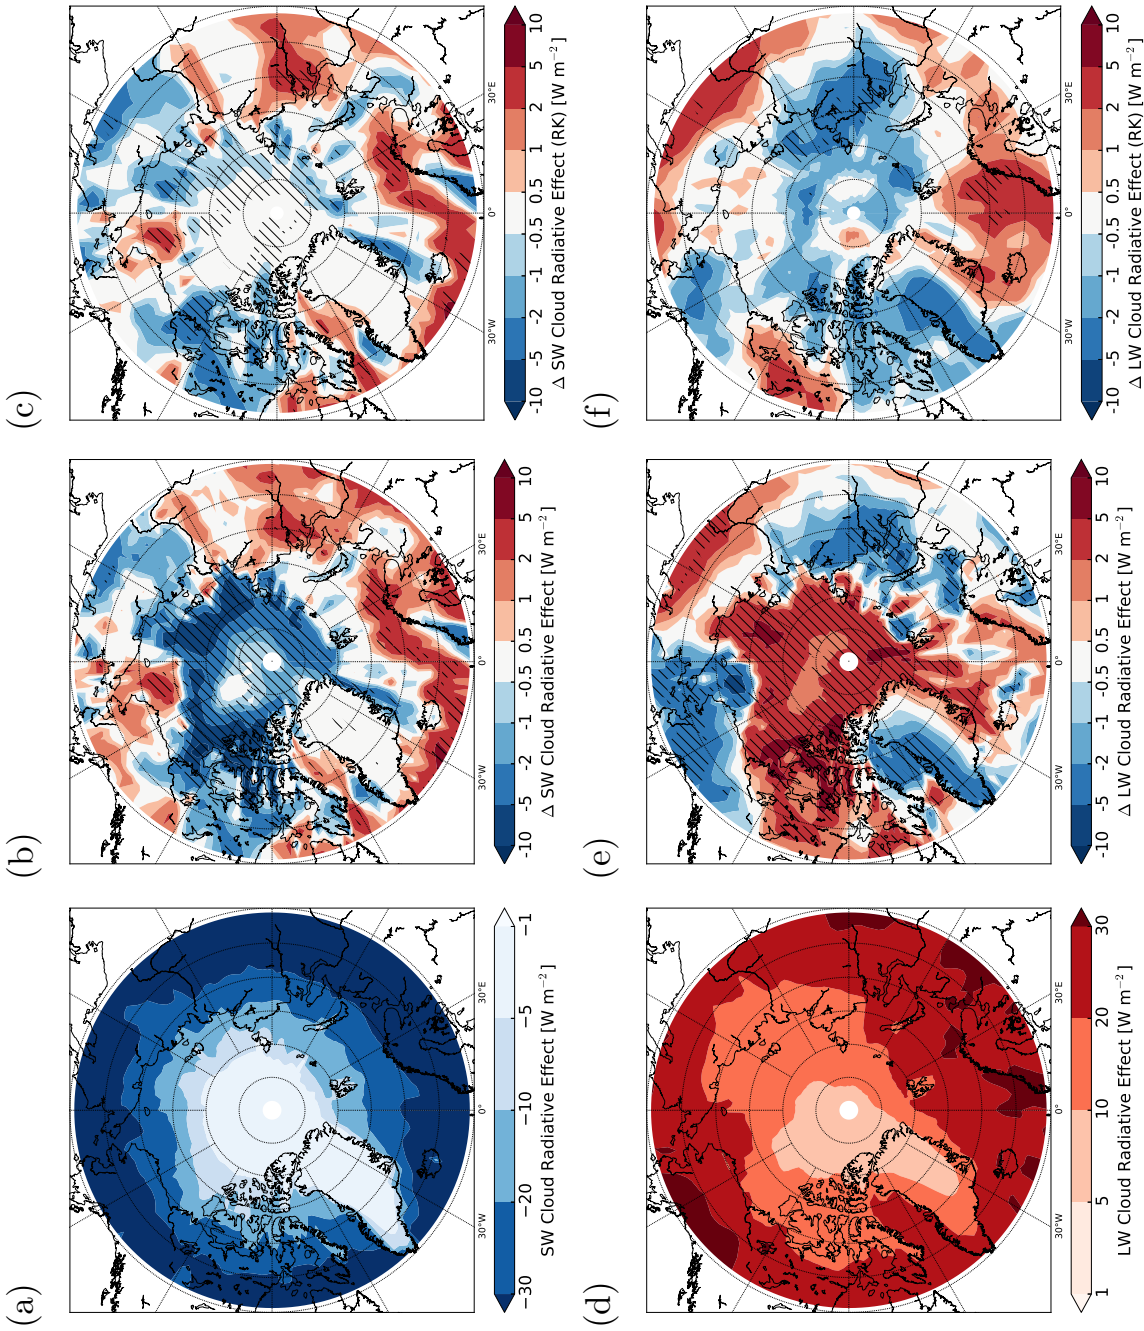 (a)
(b)
(c)
30°W 0° 30°E
30°W 0° 30°E
30°W 0° 30°E
−30 −20 −10 −5 −1
-10 -5 -2 -1 -0.5 0.5 1 2 5 10
-10 -5 -2 -1 -0.5 0.5 1 2 5 10
SW Cloud Radiative Effect [W m⁻² ]
Δ SW Cloud Radiative Effect [W m⁻² ]
Δ SW Cloud Radiative Effect (RK) [W m⁻² ]
(d)
(e)
(f)
30°W 0° 30°E
30°W 0° 30°E
30°W 0° 30°E
1 5 10 20 30
-10 -5 -2 -1 -0.5 0.5 1 2 5 10
-10 -5 -2 -1 -0.5 0.5 1 2 5 10
LW Cloud Radiative Effect [W m⁻² ]
Δ LW Cloud Radiative Effect [W m⁻² ]
Δ LW Cloud Radiative Effect (RK) [W m⁻² ]